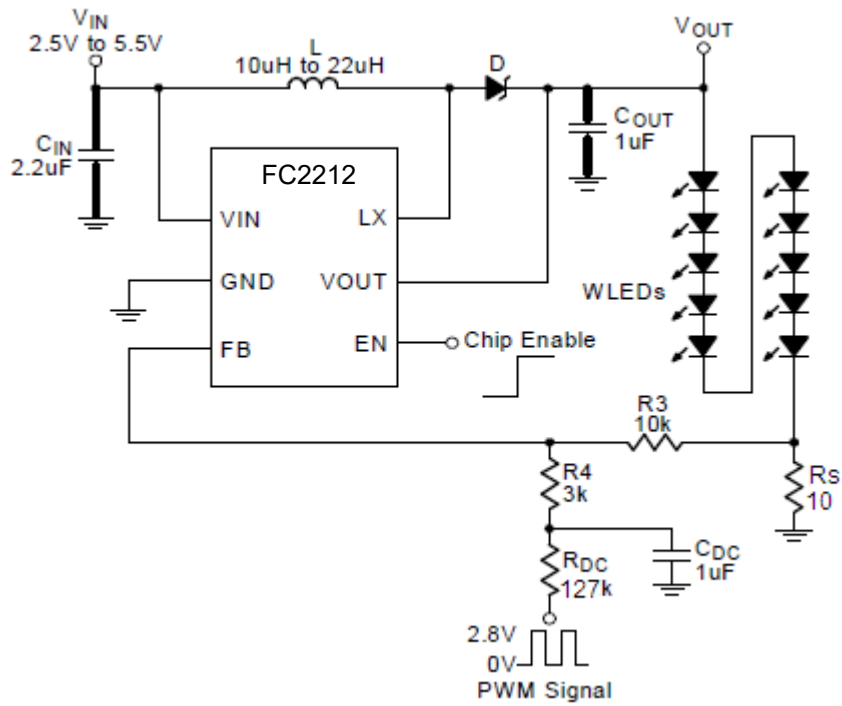 VIN
2.5V to 5.5V
L
10uH to 22uH
D
VOUT
CIN
2.2uF
COUT
1uF
FC2212
VIN
LX
GND
VOUT
FB
EN
Chip Enable
WLEDs
R3
10k
R4
3k
Rs
10
RDC
127k
CDC
1uF
2.8V
0V
PWM Signal